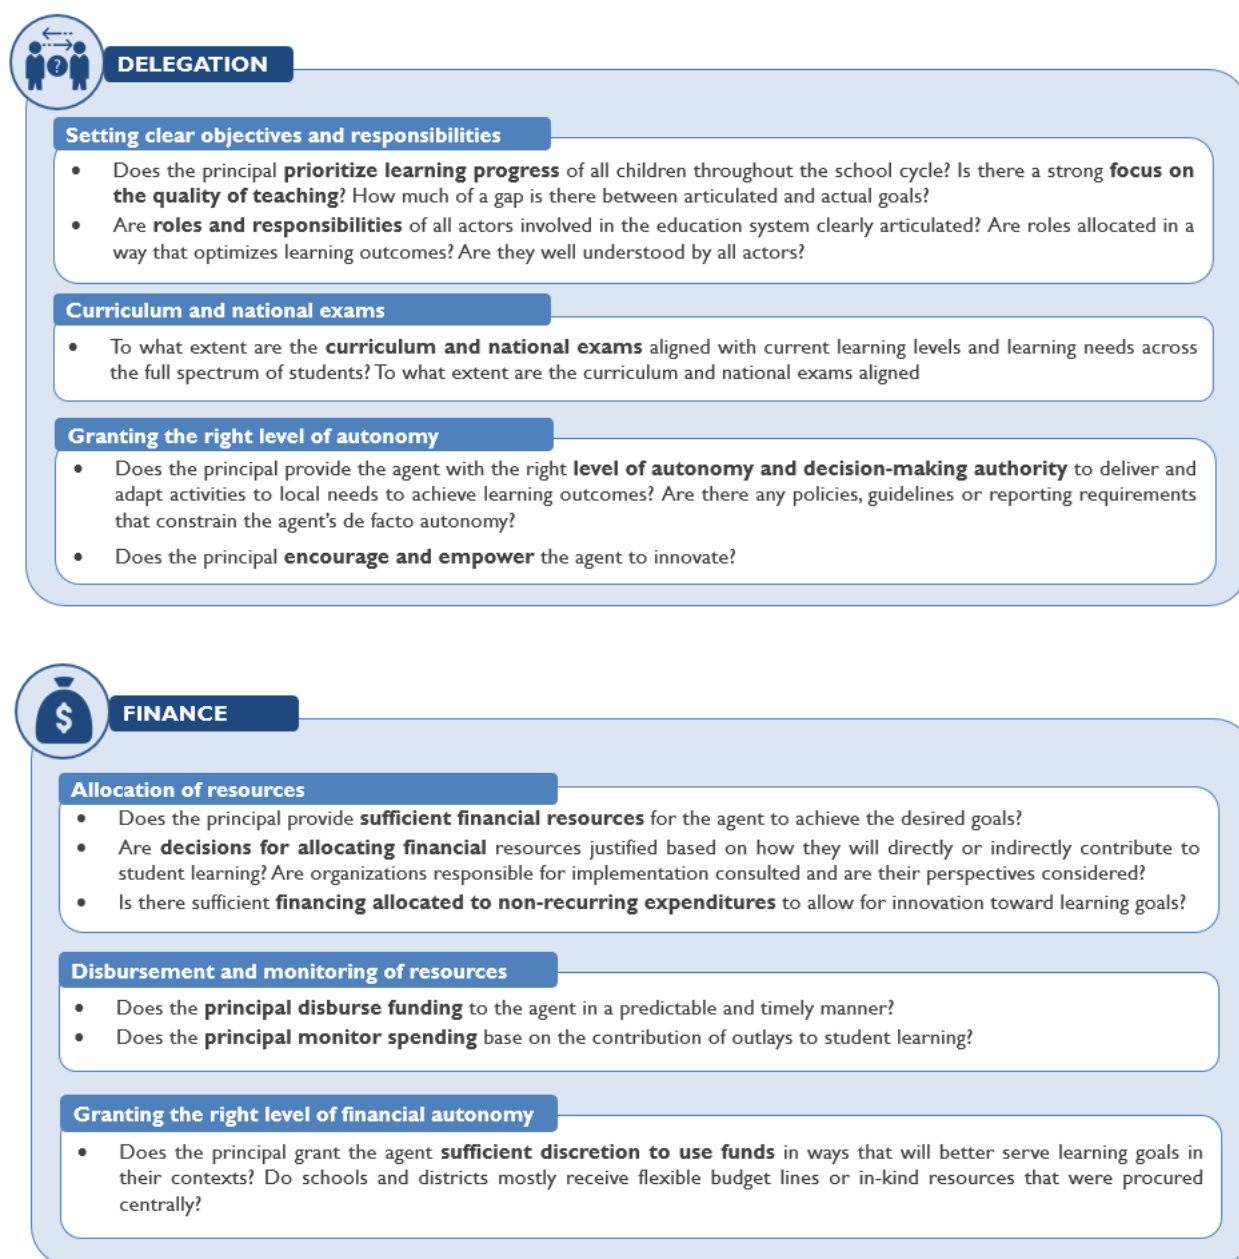 DELEGATION
Setting clear objectives and responsibilities
• Does the principal prioritize learning progress of all children throughout the school cycle? Is there a strong focus on
the quality of teaching? How much of a gap is there between articulated and actual goals?
• Are roles and responsibilities of all actors involved in the education system clearly articulated? Are roles allocated in a
way that optimizes learning outcomes? Are they well understood by all actors?
Curriculum and national exams
• To what extent are the curriculum and national exams aligned with current learning levels and learning needs across
the full spectrum of students? To what extent are the curriculum and national exams aligned
Granting the right level of autonomy
• Does the principal provide the agent with the right level of autonomy and decision-making authority to deliver and
adapt activities to local needs to achieve learning outcomes? Are there any policies, guidelines or reporting requirements
that constrain the agent's de facto autonomy?
• Does the principal encourage and empower the agent to innovate?
FINANCE
Allocation of resources
• Does the principal provide sufficient financial resources for the agent to achieve the desired goals?
• Are decisions for allocating financial resources justified based on how they will directly or indirectly contribute to
student learning? Are organizations responsible for implementation consulted and are their perspectives considered?
• Is there sufficient financing allocated to non-recurring expenditures to allow for innovation toward learning goals?
Disbursement and monitoring of resources
• Does the principal disburse funding to the agent in a predictable and timely manner?
• Does the principal monitor spending base on the contribution of outlays to student learning?
Granting the right level of financial autonomy
• Does the principal grant the agent sufficient discretion to use funds in ways that will better serve learning goals in
their contexts? Do schools and districts mostly receive flexible budget lines or in-kind resources that were procured
centrally?